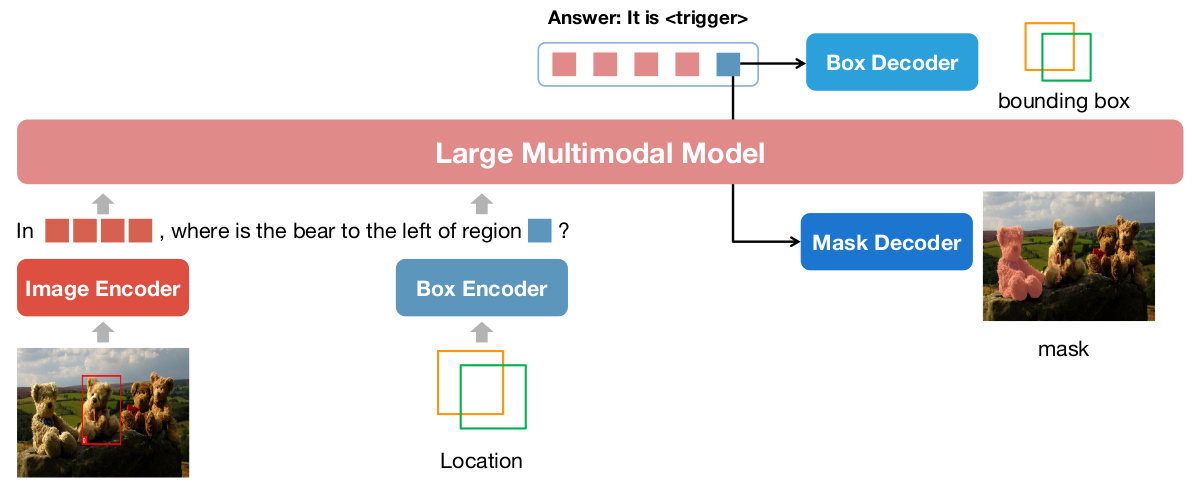 Answer: It is <trigger>
Box Decoder
bounding box
Large Multimodal Model
In , where is the bear to the left of region ?
Mask Decoder
Image Encoder
Box Encoder
mask
Location